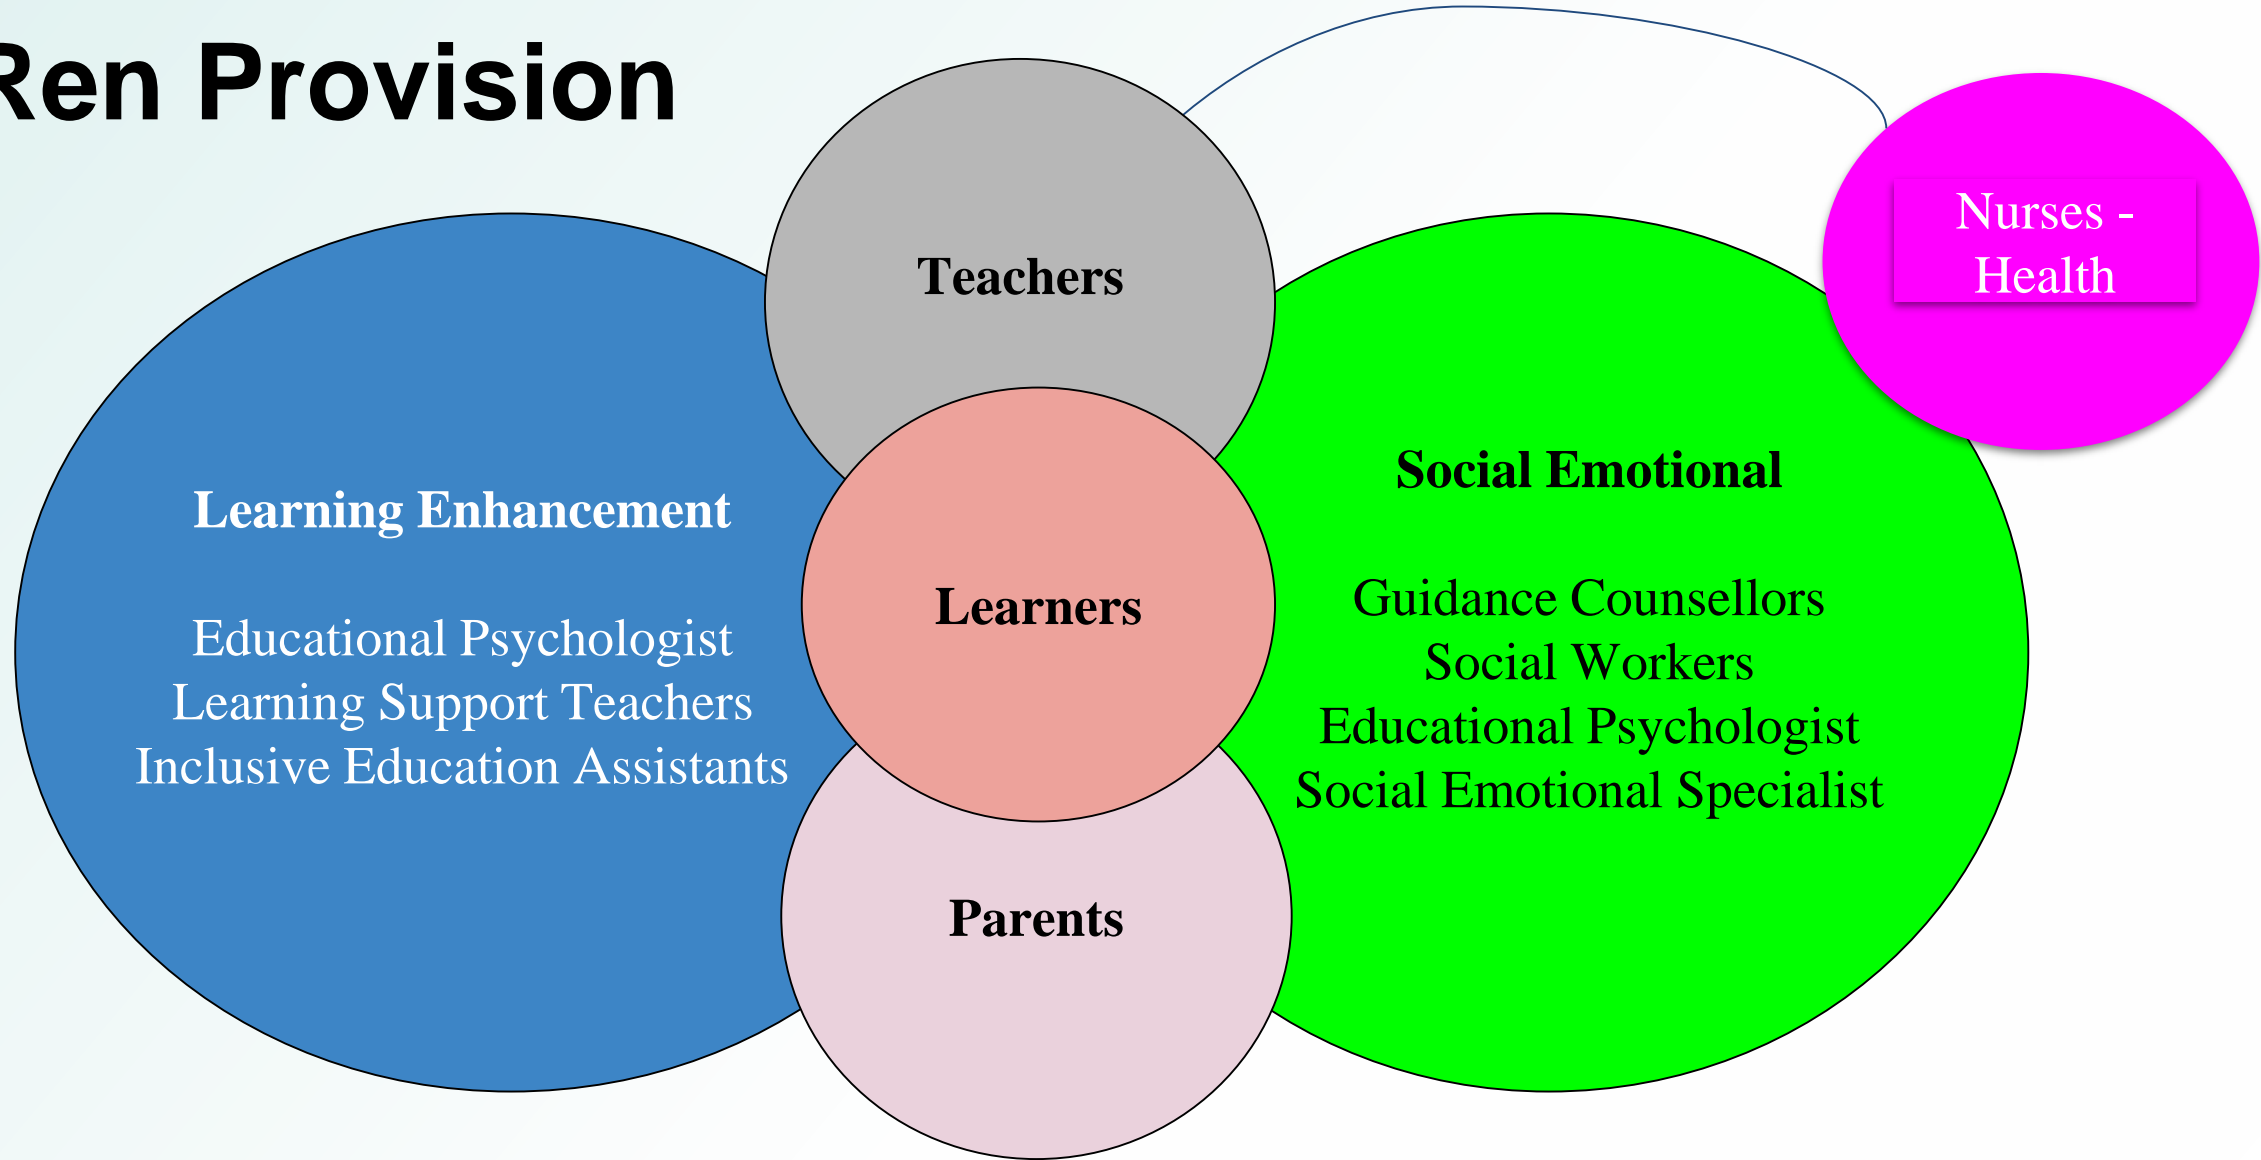 Ren Provision
Teachers
Nurses -
Health
Learning Enhancement
Educational Psychologist
Learning Support Teachers
Inclusive Education Assistants
Learners
Social Emotional
Guidance Counsellors
Social Workers
Educational Psychologist
Social Emotional Specialist
Parents